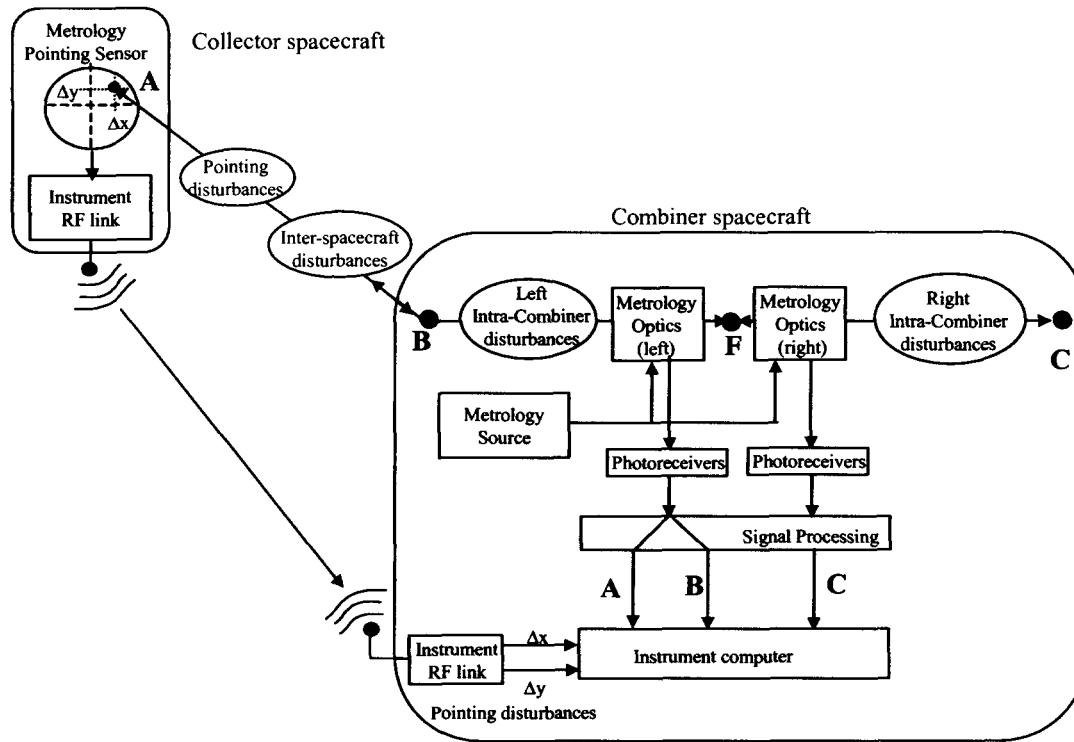 Metrology
Pointing Sensor
Collector spacecraft
A
Δy
Δx
Instrument
RF link
Pointing
disturbances
Inter-spacecraft
disturbances
Combiner spacecraft
B
Left
Intra-Combiner
disturbances
Metrology
Optics
(left)
F
Metrology
Optics
(right)
Right
Intra-Combiner
disturbances
C
Metrology
Source
Photoreceivers
Photoreceivers
Signal Processing
A
B
C
Instrument
RF link
Δx
Δy
Instrument computer
Pointing disturbances